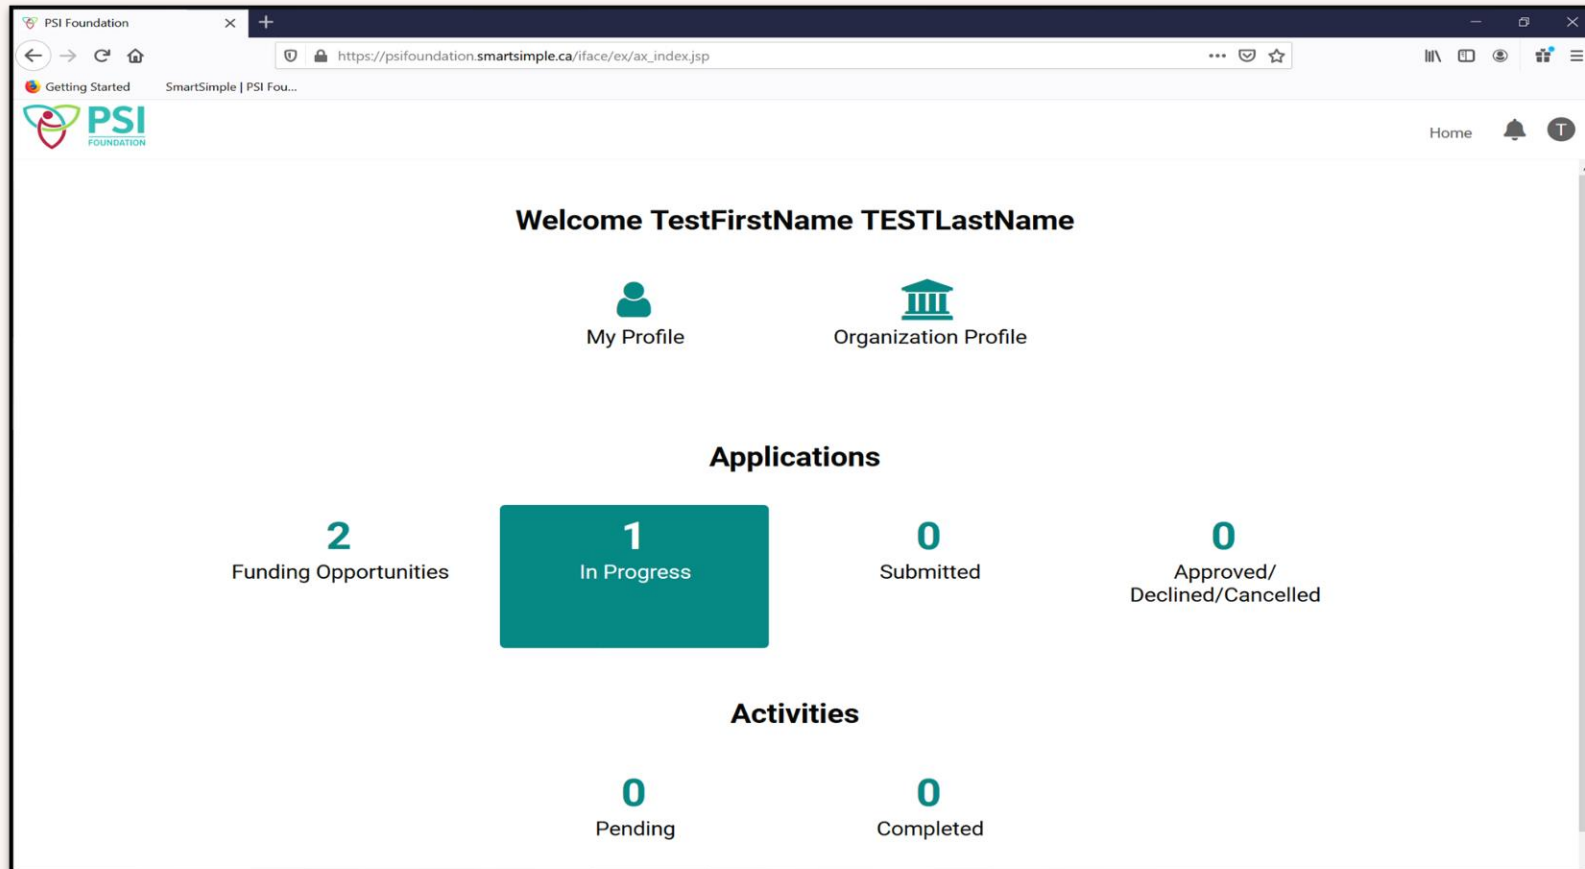 PSI Foundation
https://psifoundation.smartsimple.ca/iface/ex/ax_index.jsp
Getting Started SmartSimple | PSI Fou...
PSI
FOUNDATION
Home T
Welcome TestFirstName TESTLastName
My Profile Organization Profile
Applications
2 1 0 0
Funding Opportunities In Progress Submitted Approved/
Declined/Cancelled
Activities
0 0
Pending Completed